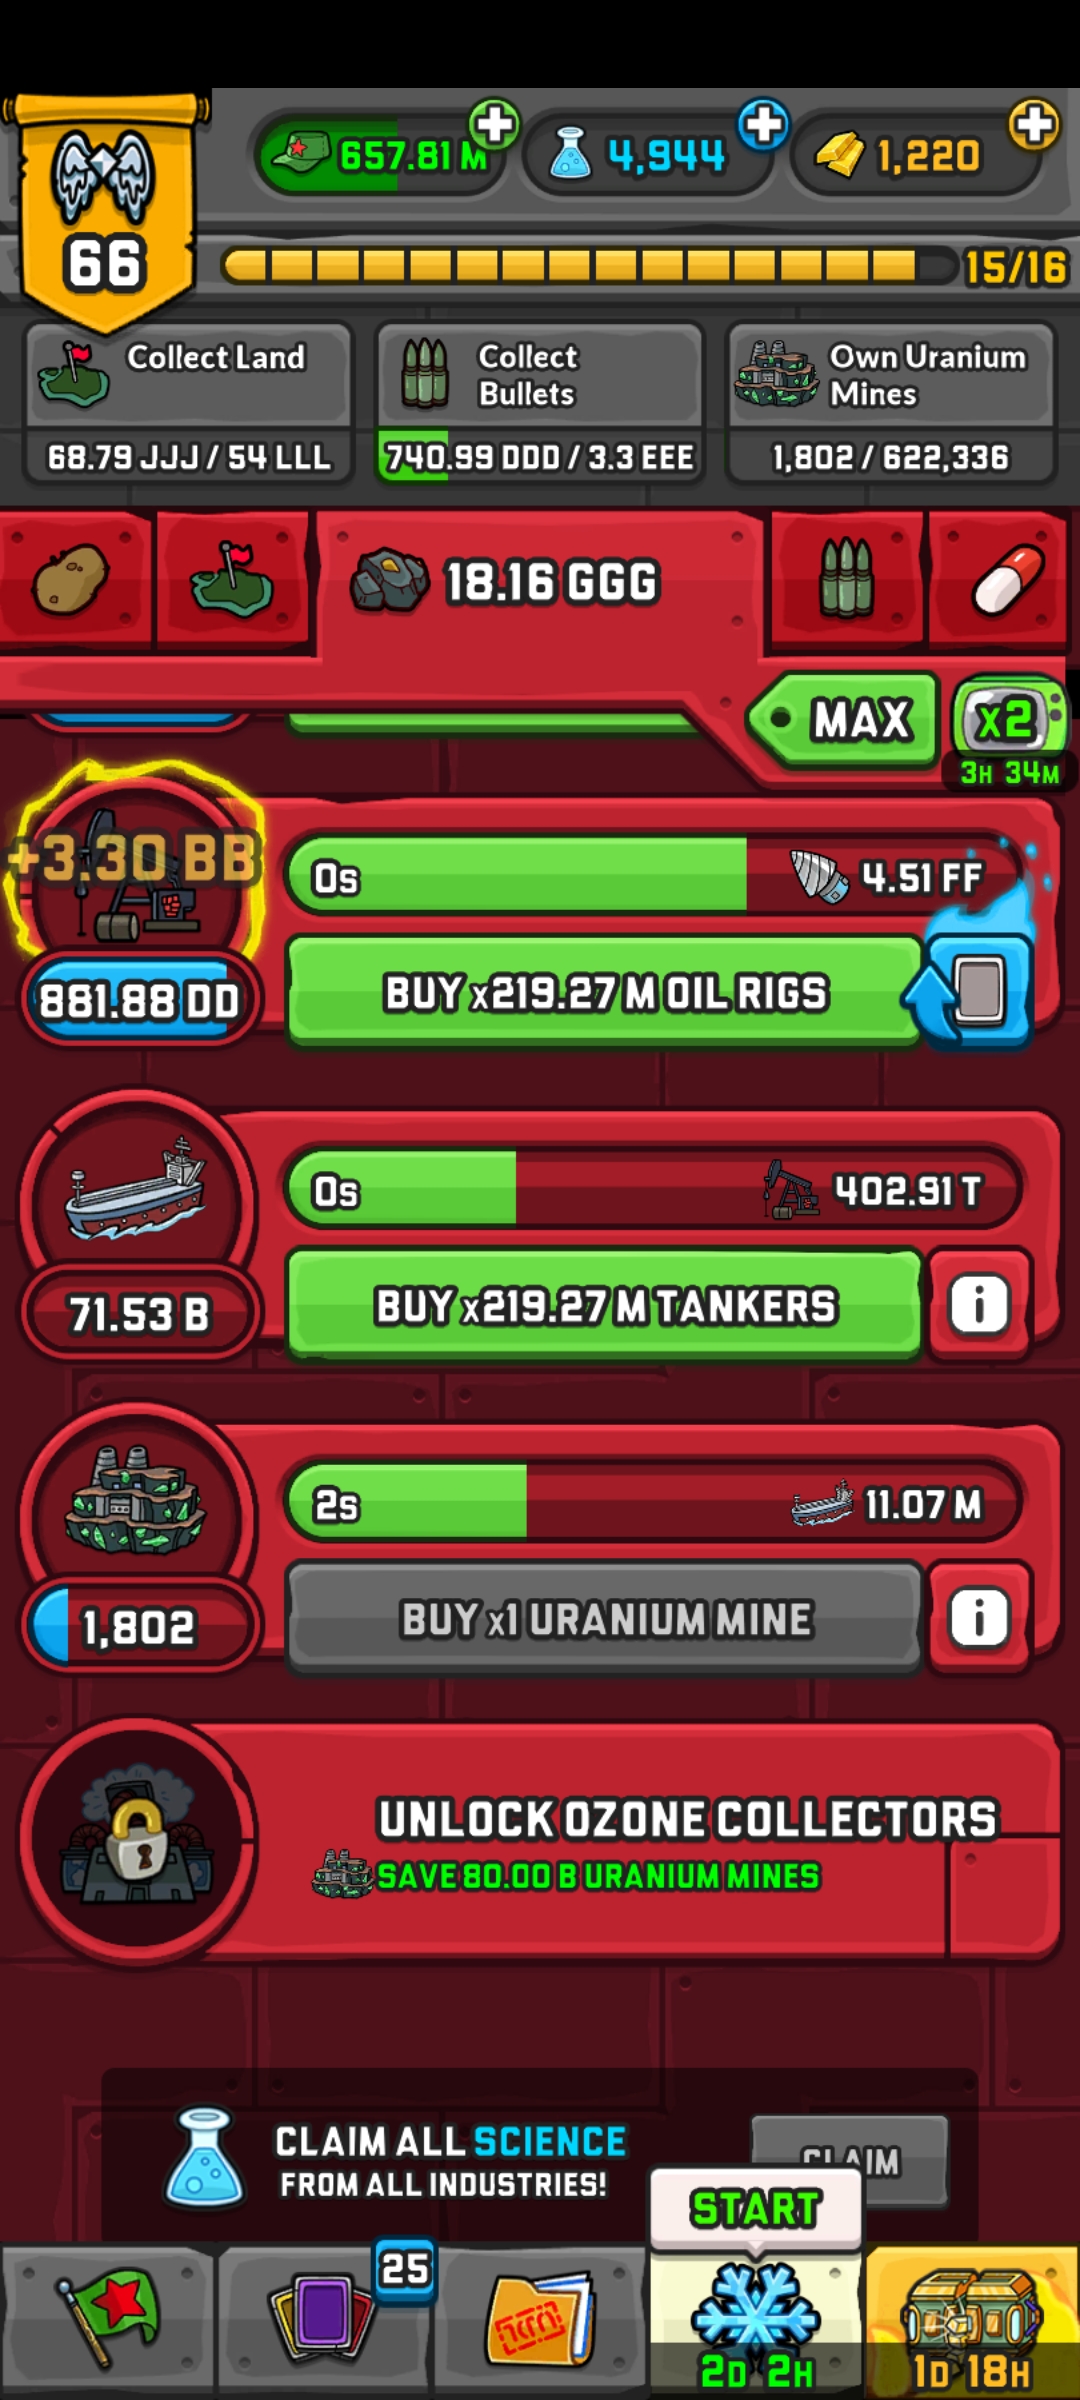 657.81 M
4,944
1,220
66
15/16
Collect Land
68.79 JJJ / 54 LLL
Collect
Bullets
740.99 DDD / 3.3 EEE
Own Uranium
Mines
1,802 / 622,336
18.16 GGG
MAX
x2
3H 34M
+3.30 BB
0s
4.51 FF
881.88 DD
BUY x219.27 M OIL RIGS
0s
402.91 T
71.53 B
BUY x219.27 M TANKERS
i
2s
11.07 M
1,802
BUY x1 URANIUM MINE
i
UNLOCK OZONE COLLECTORS
SAVE 80.00 B URANIUM MINES
CLAIM ALL SCIENCE
FROM ALL INDUSTRIES!
CLAIM
START
25
2D 2H
1D 18H